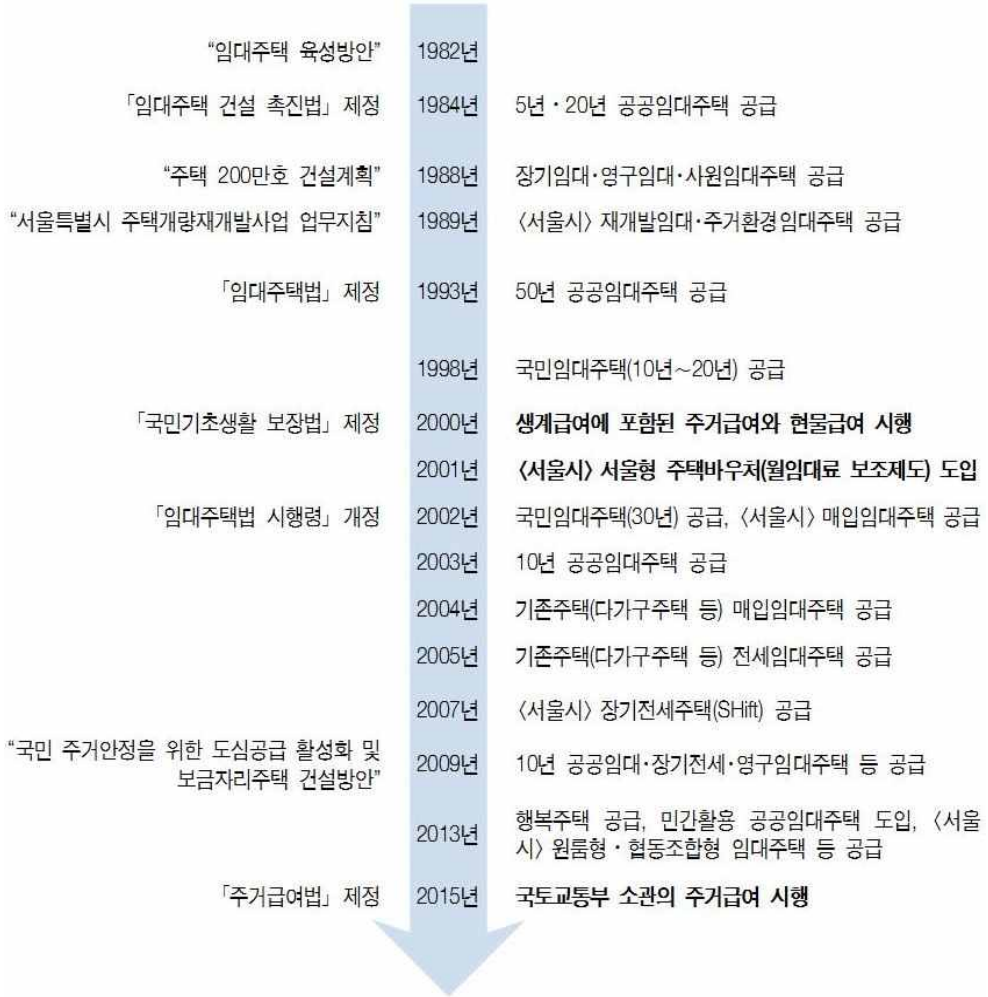 “임대주택 육성방안” 1982년
「임대주택 건설 촉진법」 제정 1984년 5년・20년 공공임대주택 공급
“주택 200만호 건설계획” 1988년 장기임대·영구임대·사원임대주택 공급
“서울특별시 주택개량재개발사업 업무지침” 1989년 〈서울시〉 재개발임대·주거환경임대주택 공급
「임대주택법」 제정 1993년 50년 공공임대주택 공급
1998년 국민임대주택(10년～20년) 공급
「국민기초생활 보장법」 제정 2000년 생계급여에 포함된 주거급여와 현물급여 시행
2001년 〈서울시〉 서울형 주택바우처(월임대료 보조제도) 도입
「임대주택법 시행령」 개정 2002년 국민임대주택(30년) 공급, 〈서울시〉 매입임대주택 공급
2003년 10년 공공임대주택 공급
2004년 기존주택(다가구주택 등) 매입임대주택 공급
2005년 기존주택(다가구주택 등) 전세임대주택 공급
2007년 〈서울시〉 장기전세주택(SHift) 공급
“국민 주거안정을 위한 도심공급 활성화 및
보금자리주택 건설방안” 2009년 10년 공공임대·장기전세·영구임대주택 등 공급
2013년 행복주택 공급, 민간활용 공공임대주택 도입, 〈서울
시〉 원룸형・협동조합형 임대주택 등 공급
「주거급여법」 제정 2015년 국토교통부 소관의 주거급여 시행